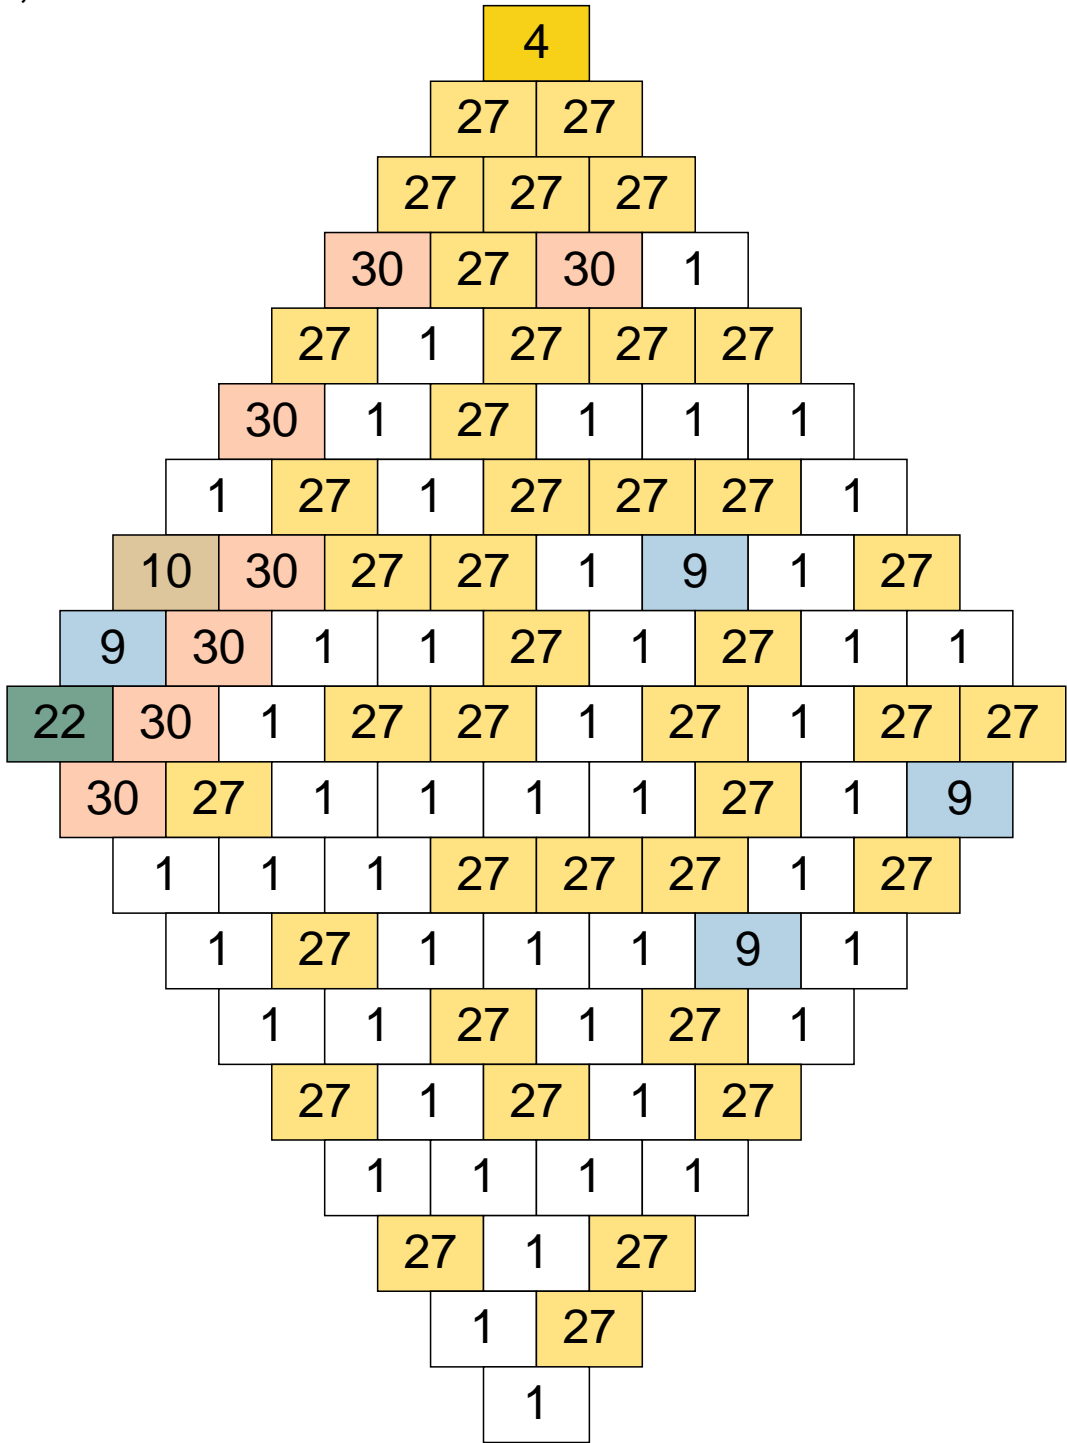 4
27 27
27 27 27
30 27 30 1
27 1 27 27 27
30 1 27 1 1 1
1 27 1 27 27 27 1
10 30 27 27 1 9 1 27
9 30 1 1 27 1 27 1 1
22 30 1 27 27 1 27 1 27 27
30 27 1 1 1 1 27 1 9
1 1 1 27 27 27 1 27
1 27 1 1 1 9 1
1 1 27 1 27 1
27 1 27 1 27
1 1 1 1
27 1 27
1 27
1